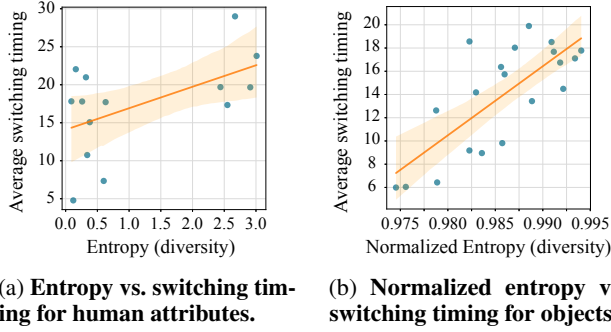 30
25
20
15
10
5
Average switching timing
0.0 0.5 1.0 1.5 2.0 2.5 3.0
Entropy (diversity)
20
18
16
14
12
10
8
6
Average switching timing
0.975 0.980 0.985 0.990 0.995
Normalized Entropy (diversity)
(a) Entropy vs. switching tim-
ing for human attributes.
(b) Normalized entropy v
switching timing for objects